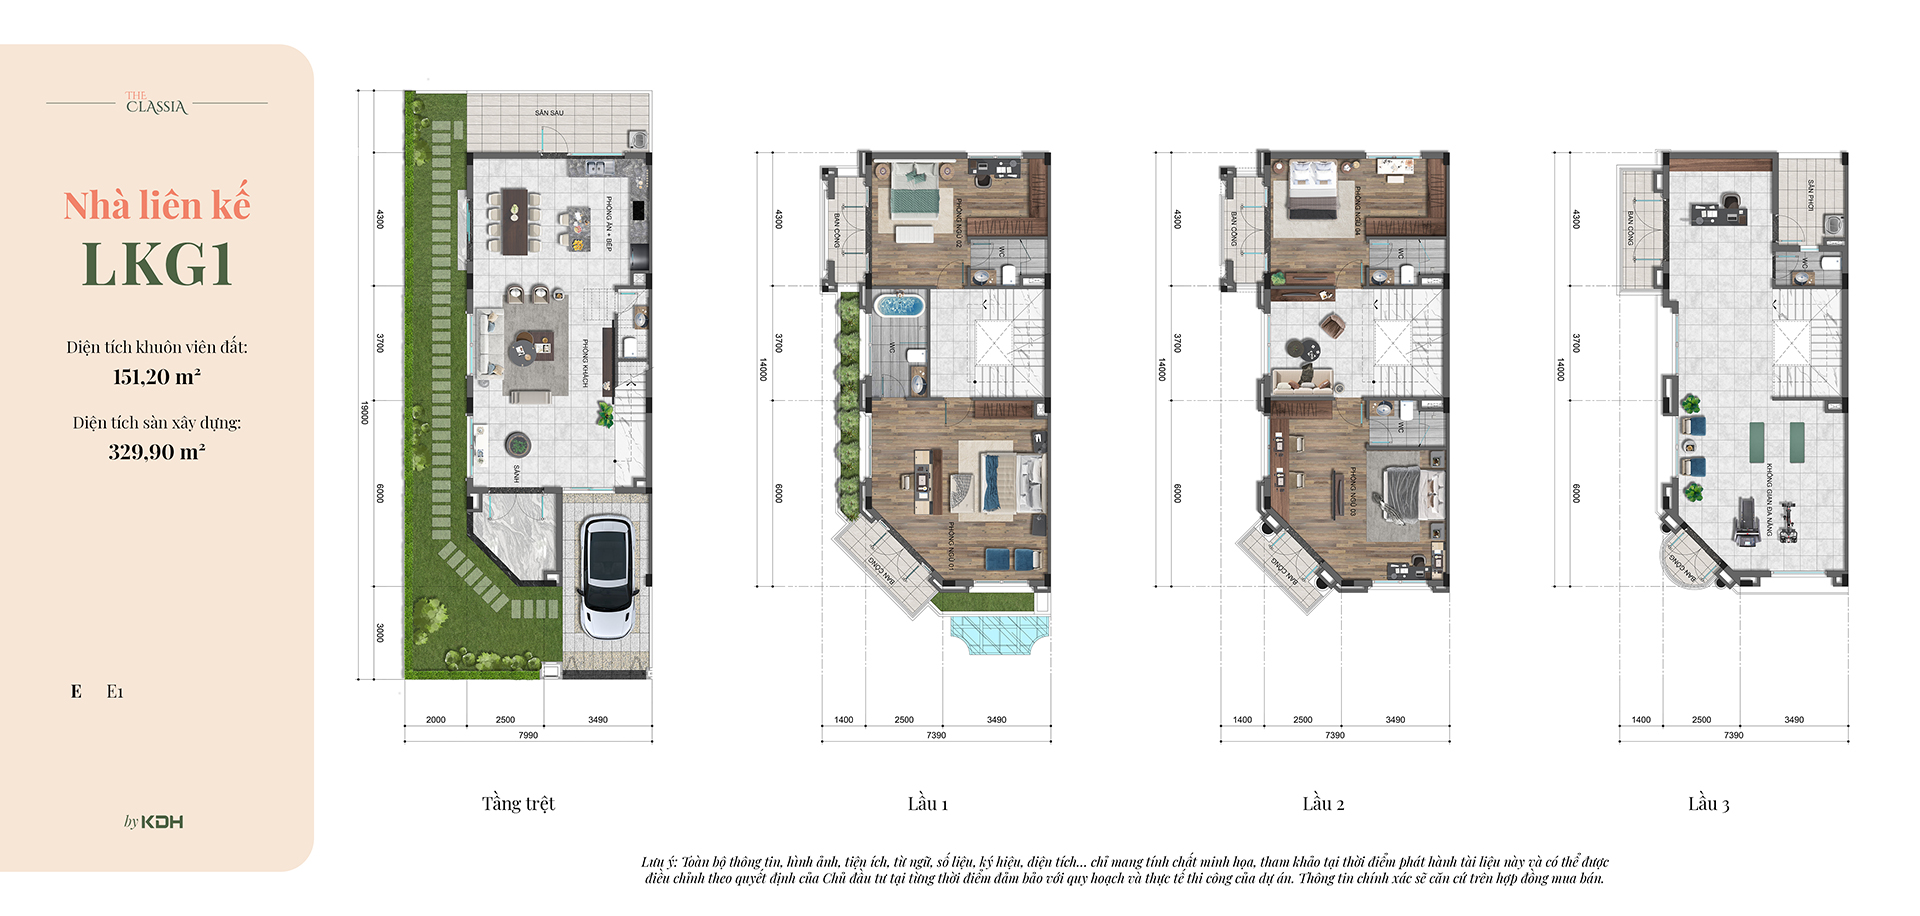 THE
CLASSIA
Nhà liên kế
LKG1
Diện tích khuôn viên đất:
151,20 m²
Diện tích sàn xây dựng:
329,90 m²
E E1
by KDH
SÂN SAU
PHÒNG ĂN + BẾP
PHÒNG KHÁCH
SẢNH
4300
3700
6000
3000
19000
2000 2500 3490
7990
Tầng trệt
BAN CÔNG
PHÒNG NGỦ 02
WC
WC
PHÒNG NGỦ 01
BAN CÔNG
4300
3700
6000
14000
1400 2500 3490
7390
Lầu 1
BAN CÔNG
PHÒNG NGỦ 04
WC
WC
PHÒNG NGỦ 03
BAN CÔNG
4300
3700
6000
14000
1400 2500 3490
7390
Lầu 2
BAN CÔNG
SÂN PHƠI
WC
KHÔNG GIAN ĐA NĂNG
BAN CÔNG
4300
3700
6000
14000
1400 2500 3490
7390
Lầu 3
Lưu ý: Toàn bộ thông tin, hình ảnh, tiện ích, từ ngữ, số liệu, ký hiệu, diện tích... chỉ mang tính chất minh họa, tham khảo tại thời điểm phát hành tài liệu này và có thể được
điều chỉnh theo quyết định của Chủ đầu tư tại từng thời điểm đảm bảo với quy hoạch và thực tế thi công của dự án. Thông tin chính xác sẽ căn cứ trên hợp đồng mua bán.